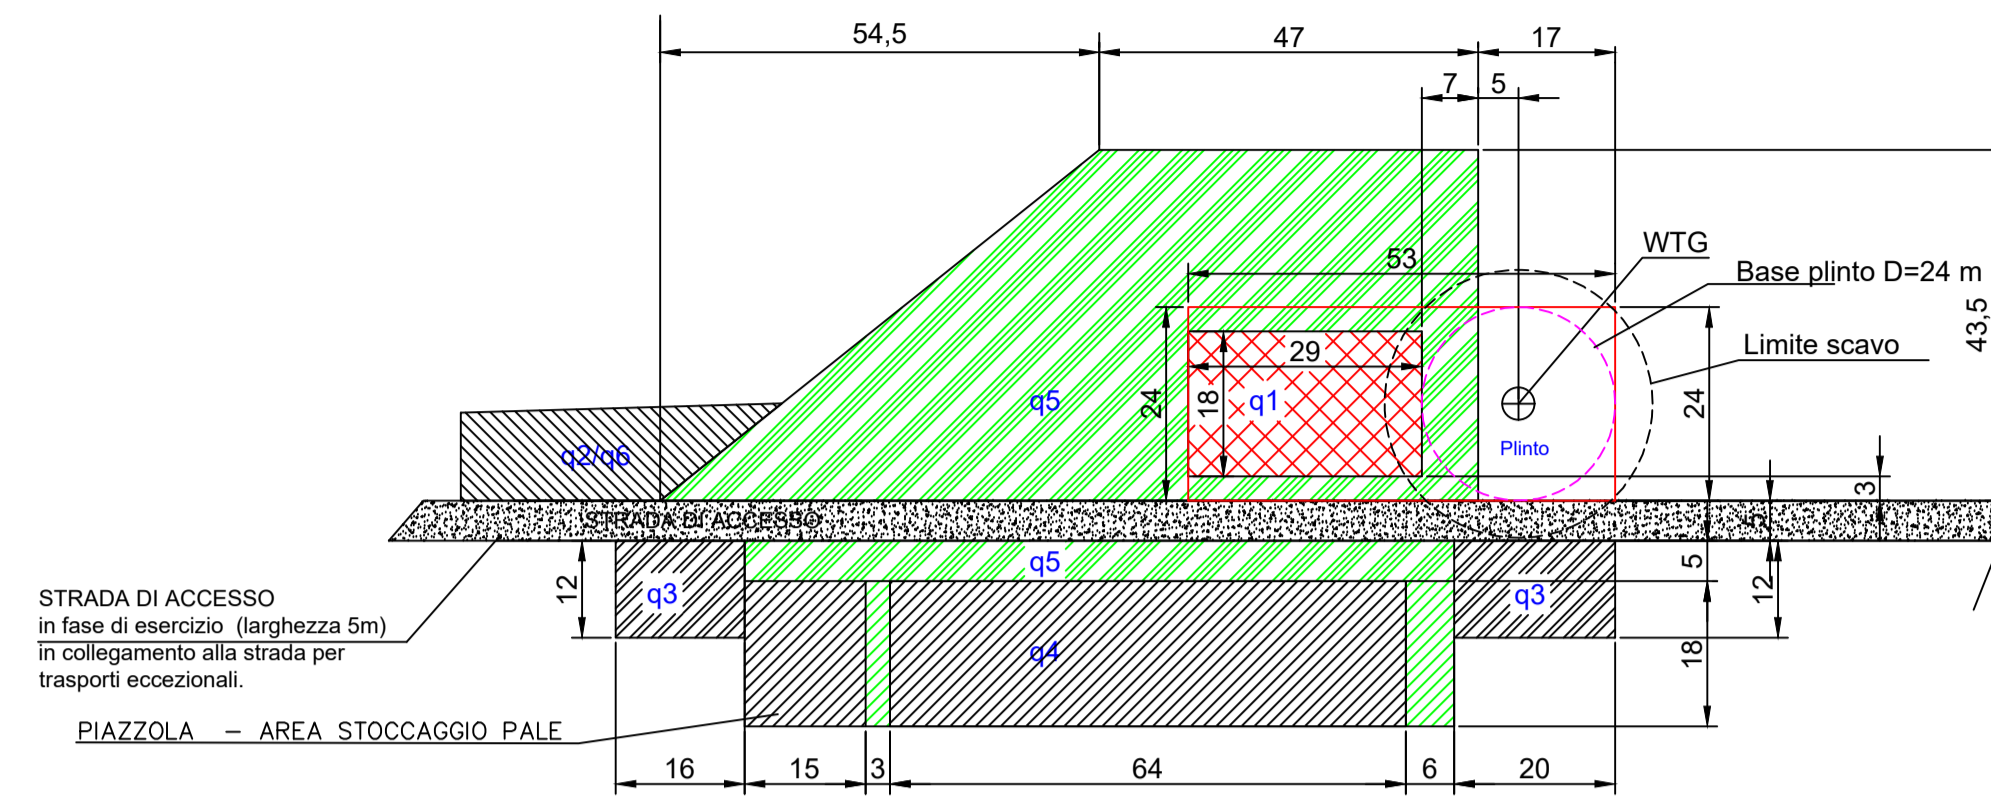 54,5
47
17
7
5
WTG
53
Base plinto D=24 m
43,5
Limite scavo
29
24
18
q1
q5
24
Plinto
q2/q6
3
STRADA DI ACCESSO
5
q5
5
12
q3
q3
12
STRADA DI ACCESSO
in fase di esercizio (larghezza 5m)
in collegamento alla strada per
trasporti eccezionali.
q4
18
PIAZZOLA - AREA STOCCAGGIO PALE
16
15
3
64
6
20